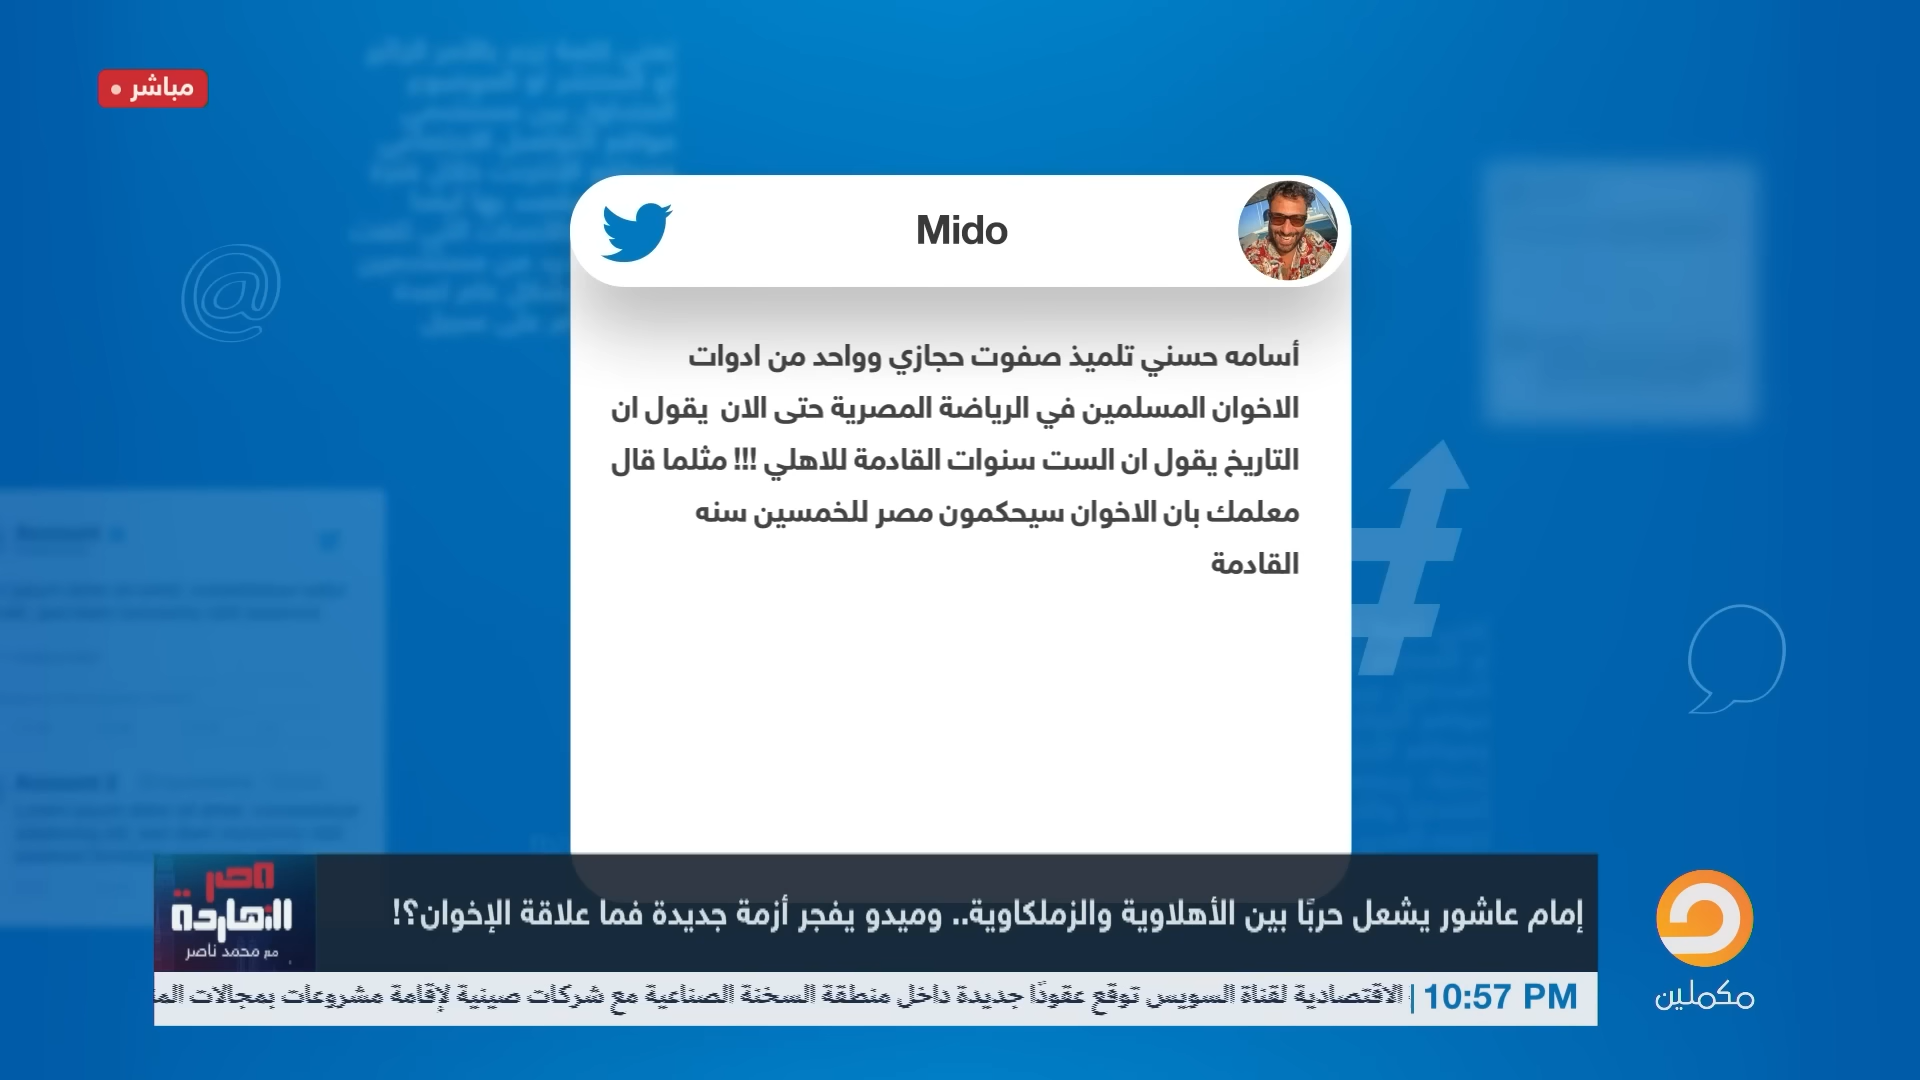 مباشر
Mido
أسامه حسني تلميذ صفوت حجازي وواحد من ادوات
الاخوان المسلمين في الرياضة المصرية حتى الان يقول ان
التاريخ يقول ان الست سنوات القادمة للاهلي !!! مثلما قال
معلمك بان الاخوان سيحكمون مصر للخمسين سنه
القادمة
مصر
النهاردة
مع محمد ناصر
إمام عاشور يشعل حربًا بين الأهلاوية والزملكاوية.. وميدو يفجر أزمة جديدة فما علاقة الإخوان؟!
10:57 PM
الاقتصادية لقناة السويس توقع عقودًا جديدة داخل منطقة السخنة الصناعية مع شركات صينية لإقامة مشروعات بمجالات
مكملين